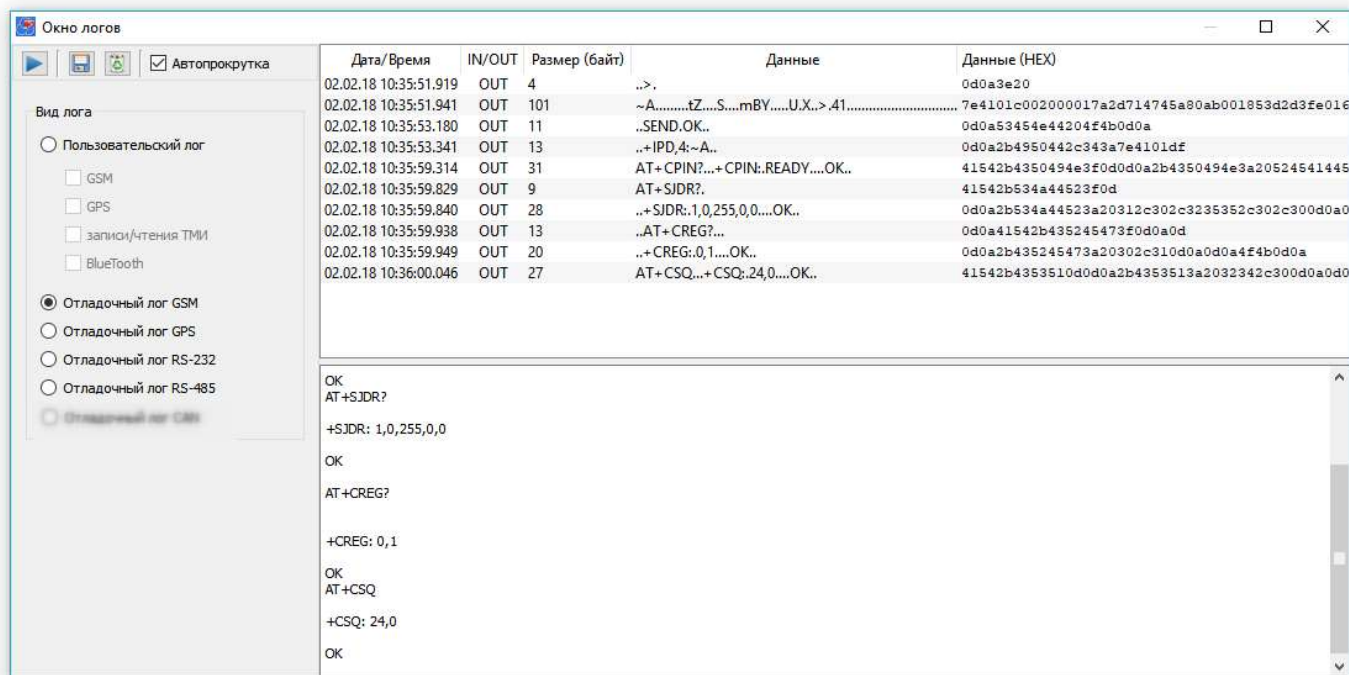 Окно логов
Автопрокрутка
Вид лога
Пользовательский лог
GSM
GPS
записи/чтения ТМИ
BlueTooth
Отладочный лог GSM
Отладочный лог GPS
Отладочный лог RS-232
Отладочный лог RS-485
Отладочный лог CAN
Дата/Время IN/OUT Размер (байт) Данные Данные (HEX)
02.02.18 10:35:51.919 OUT 4 ..>. 0d0a3e20
02.02.18 10:35:51.941 OUT 101 ~A.........tZ....S....mBY.....U.X..>.41.............................. 7e4101c002000017a2d714745a80ab001853d2d3fe016
02.02.18 10:35:53.180 OUT 11 ..SEND.OK.. 0d0a53454e44204f4b0d0a
02.02.18 10:35:53.341 OUT 13 ..+IPD,4:~A.. 0d0a2b4950442c343a7e4101df
02.02.18 10:35:59.314 OUT 31 AT+CPIN?...+CPIN:.READY....OK.. 41542b4350494e3f0d0d0a2b4350494e3a205245414445
02.02.18 10:35:59.829 OUT 9 AT+SJDR?. 41542b534a44523f0d
02.02.18 10:35:59.840 OUT 28 ..+SJDR:.1,0,255,0,0....OK.. 0d0a2b534a44523a20312c302c3235352c302c300d0a0
02.02.18 10:35:59.938 OUT 13 ..AT+CREG?... 0d0a41542b435245473f0d0a0d
02.02.18 10:35:59.949 OUT 20 ..+CREG:.0,1....OK.. 0d0a2b435245473a20302c310d0a0d0a4f4b0d0a
02.02.18 10:36:00.046 OUT 27 AT+CSQ...+CSQ:.24,0....OK.. 41542b4353510d0d0a2b4353513a2032342c300d0a0d0
OK
AT+SJDR?
+SJDR: 1,0,255,0,0
OK
AT+CREG?
+CREG: 0,1
OK
AT+CSQ
+CSQ: 24,0
OK